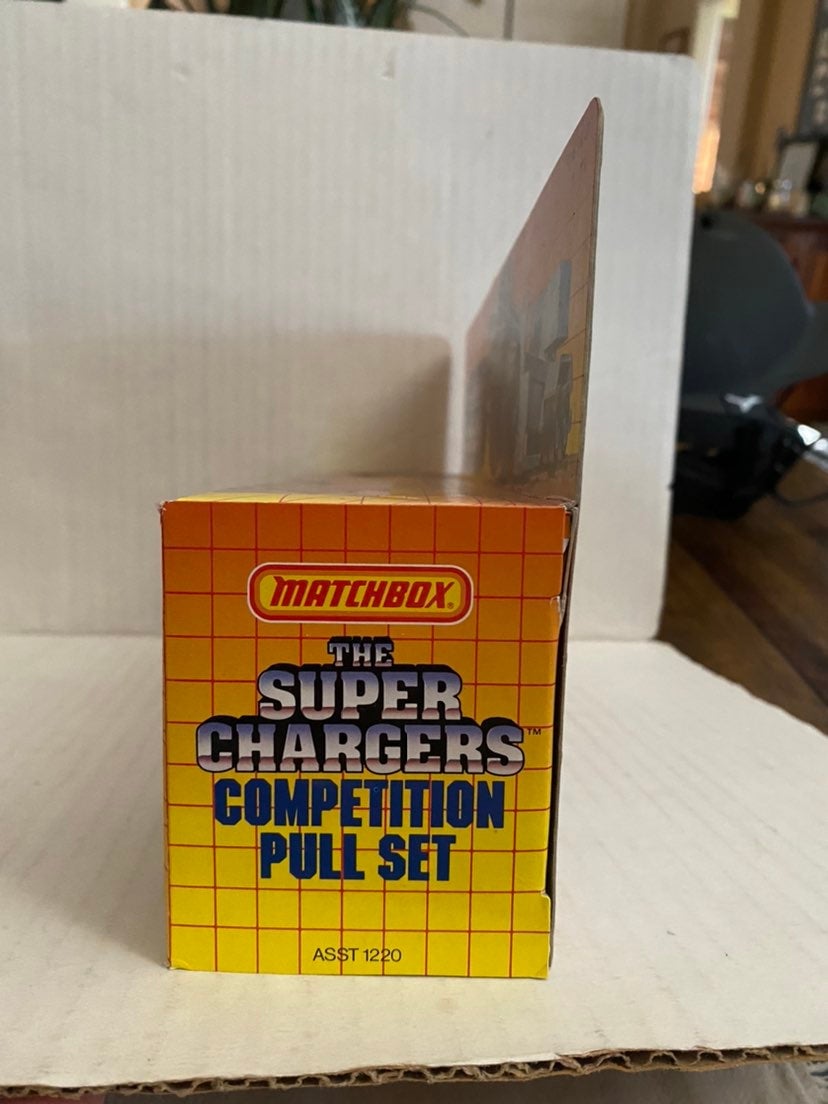 MATCHBOX®
THE
SUPER
CHARGERS™
COMPETITION
PULL SET
ASST 1220